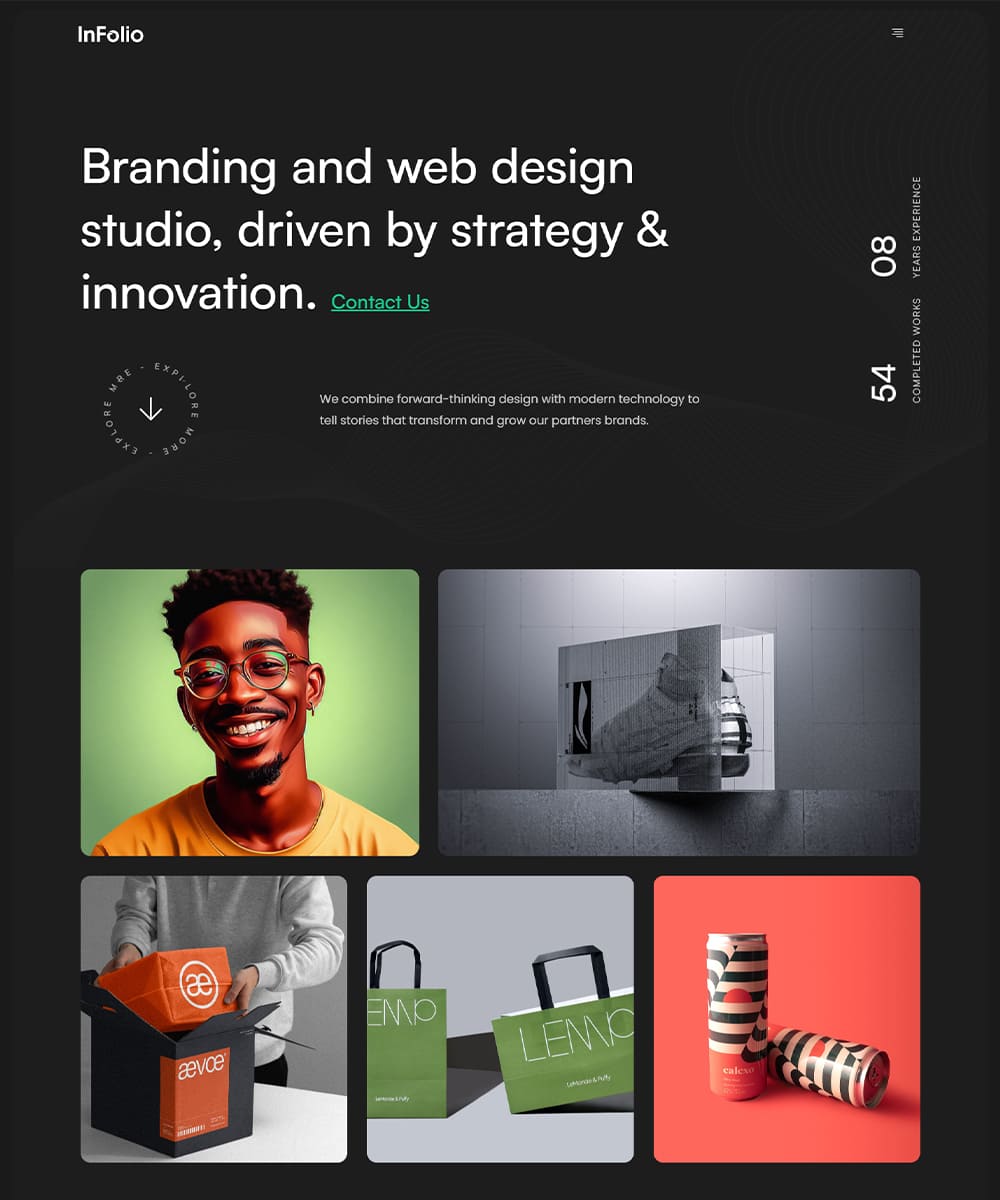 InFolio
Branding and web design
studio, driven by strategy &
innovation. Contact Us
08
YEARS EXPERIENCE
54
COMPLETED WORKS
EXPLORE MORE - EXPLORE MORE -
We combine forward-thinking design with modern technology to
tell stories that transform and grow our partners brands.
æ
ævœ
LEMNO
LeMonde & Puffy
LEMNO
LeMonde & Puffy
calexo